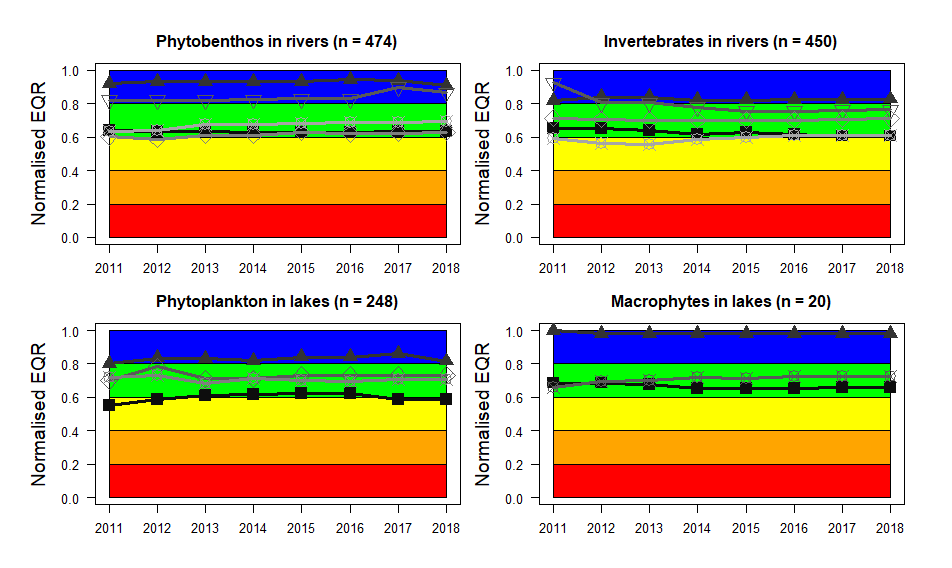 Phytobenthos in rivers (n = 474)
Normalised EQR
1.0
0.8
0.6
0.4
0.2
0.0
2011 2012 2013 2014 2015 2016 2017 2018
Invertebrates in rivers (n = 450)
Normalised EQR
1.0
0.8
0.6
0.4
0.2
0.0
2011 2012 2013 2014 2015 2016 2017 2018
Phytoplankton in lakes (n = 248)
Normalised EQR
1.0
0.8
0.6
0.4
0.2
0.0
2011 2012 2013 2014 2015 2016 2017 2018
Macrophytes in lakes (n = 20)
Normalised EQR
1.0
0.8
0.6
0.4
0.2
0.0
2011 2012 2013 2014 2015 2016 2017 2018